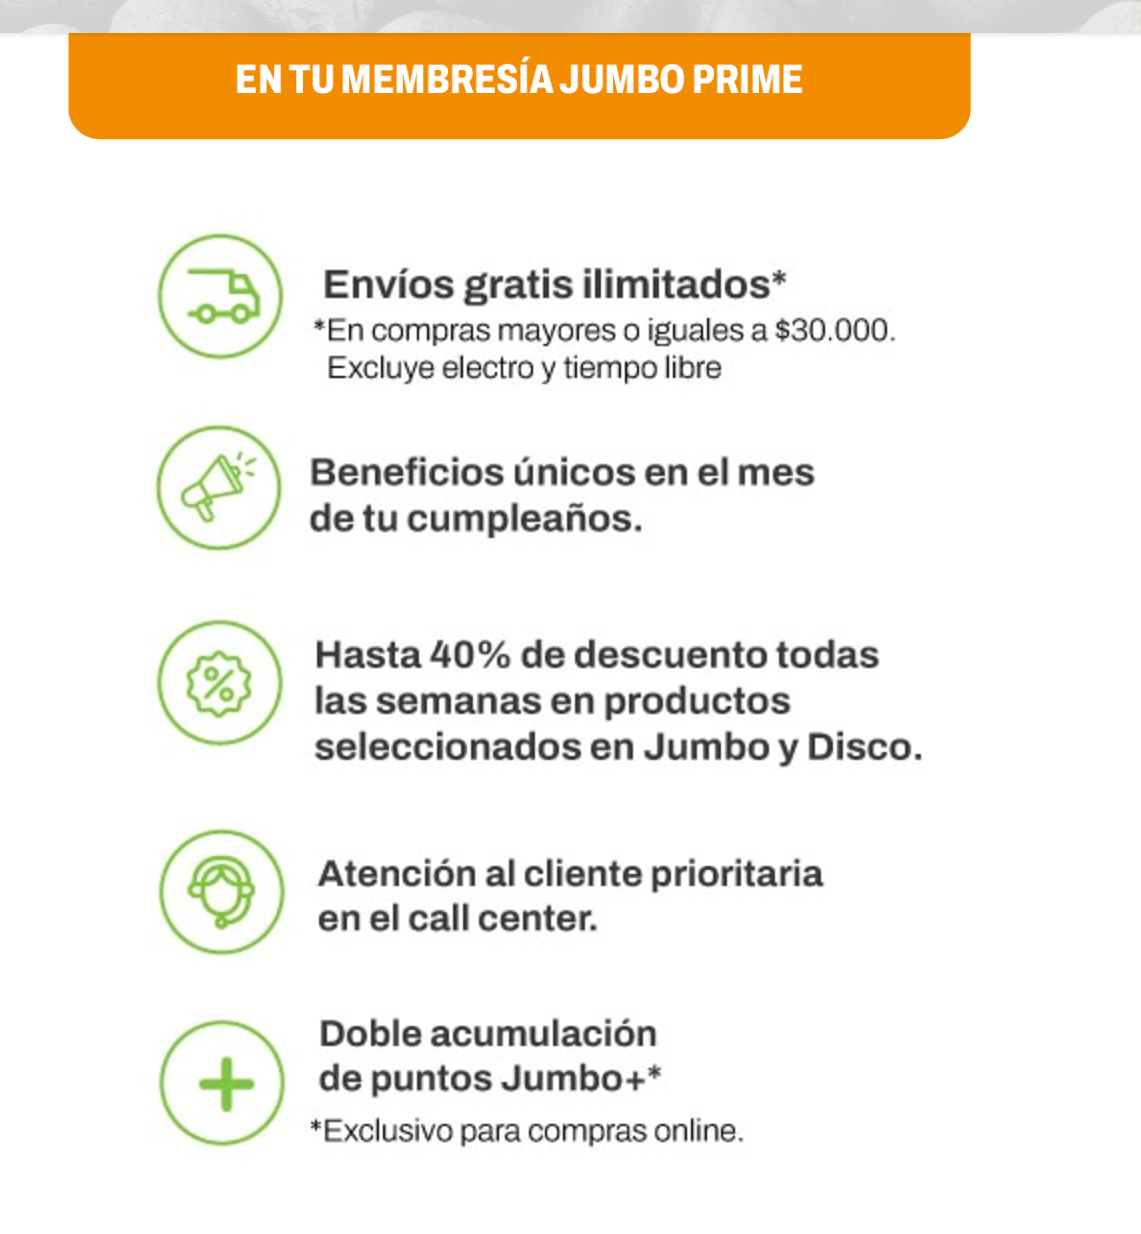 EN TU MEMBRESÍA JUMBO PRIME
Envíos gratis ilimitados*
*En compras mayores o iguales a $30.000.
Excluye electro y tiempo libre
Beneficios únicos en el mes
de tu cumpleaños.
Hasta 40% de descuento todas
las semanas en productos
seleccionados en Jumbo y Disco.
Atención al cliente prioritaria
en el call center.
Doble acumulación
de puntos Jumbo+*
*Exclusivo para compras online.